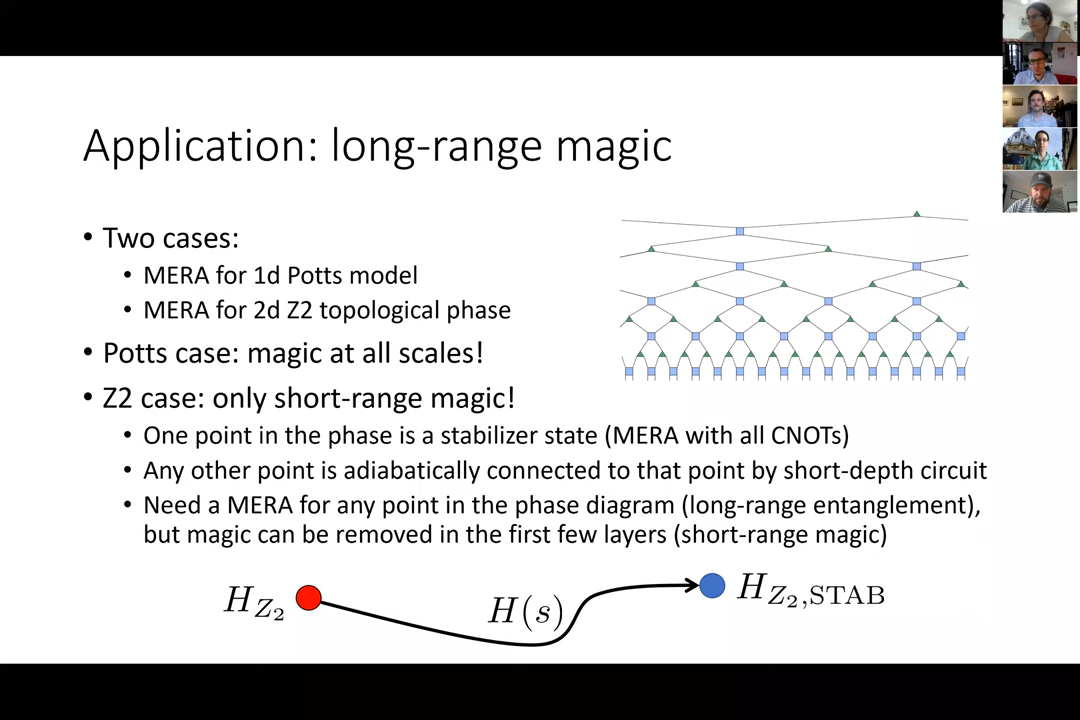 Application: long-range magic
• Two cases:
• MERA for 1d Potts model
• MERA for 2d Z2 topological phase
• Potts case: magic at all scales!
• Z2 case: only short-range magic!
• One point in the phase is a stabilizer state (MERA with all CNOTs)
• Any other point is adiabatically connected to that point by short-depth circuit
• Need a MERA for any point in the phase diagram (long-range entanglement),
but magic can be removed in the first few layers (short-range magic)
H_{Z_2}
H(s)
H_{Z_2,STAB}